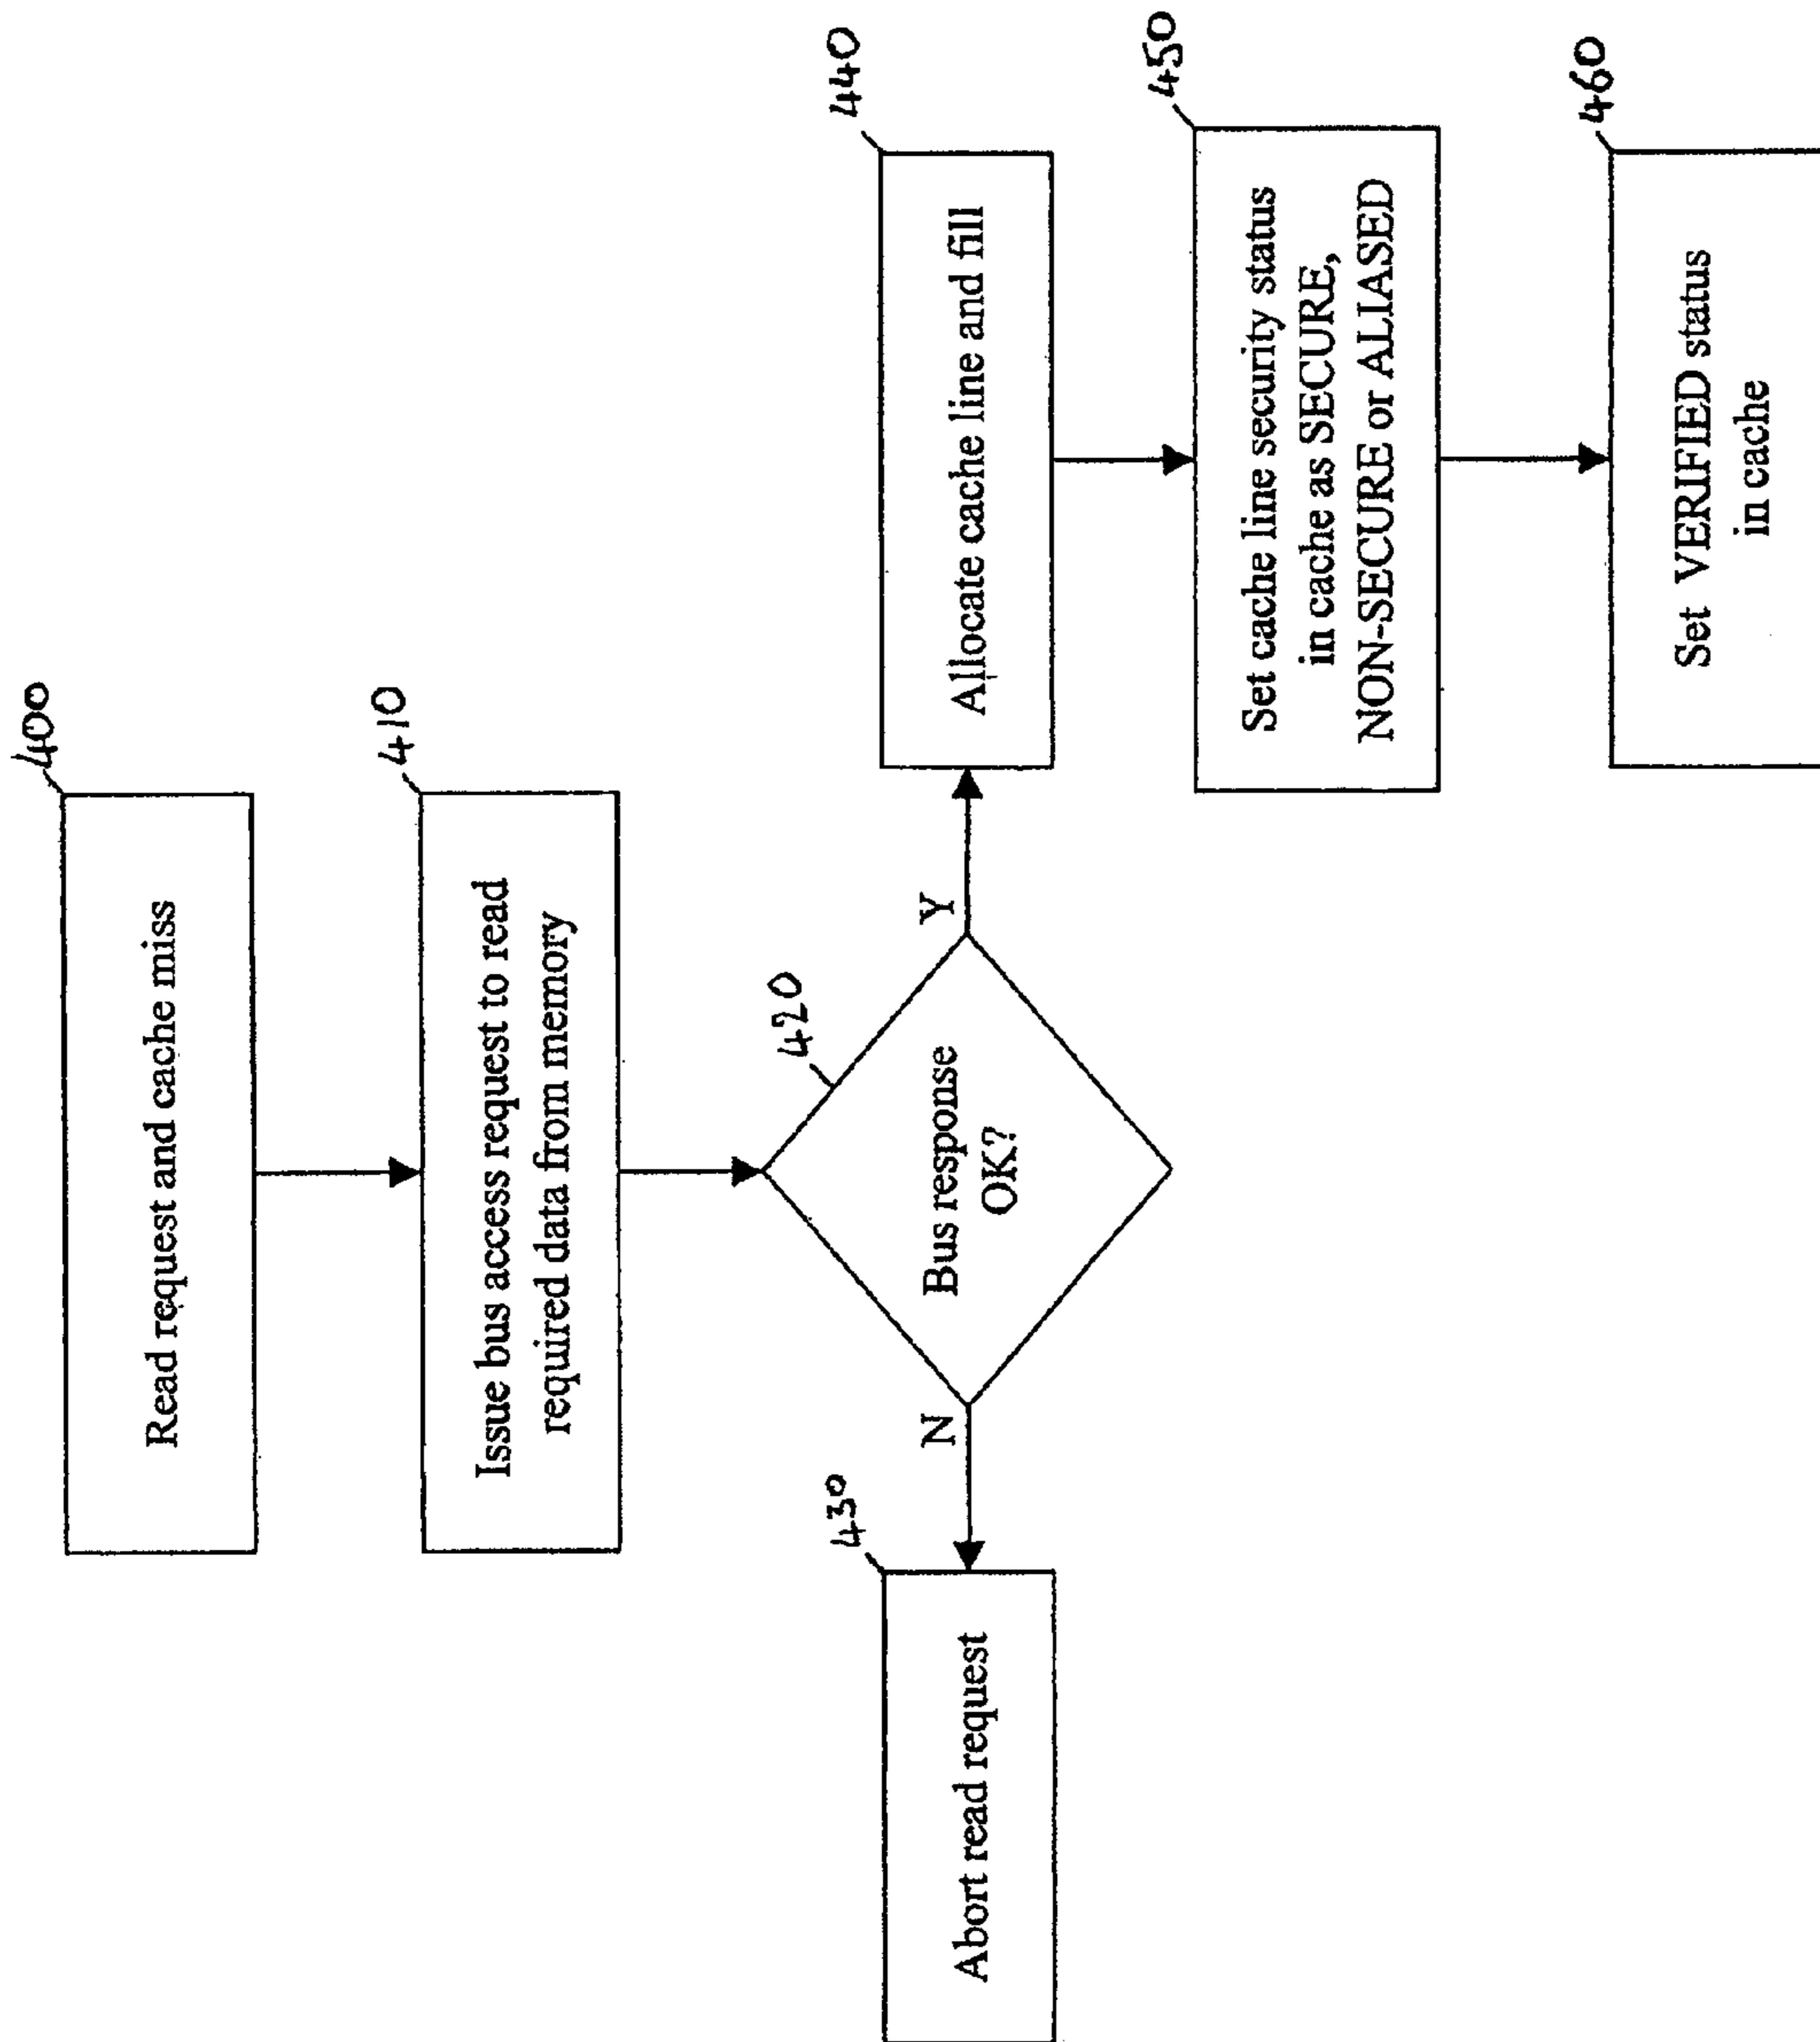 400
Read request and cache miss
410
Issue bus access request to read
required data from memory
420
Bus response
OK?
N
Y
430
Abort read request
440
Allocate cache line and fill
450
Set cache line security status
in cache as SECURE,
NON-SECURE or ALIASED
460
Set VERIFIED status
in cache